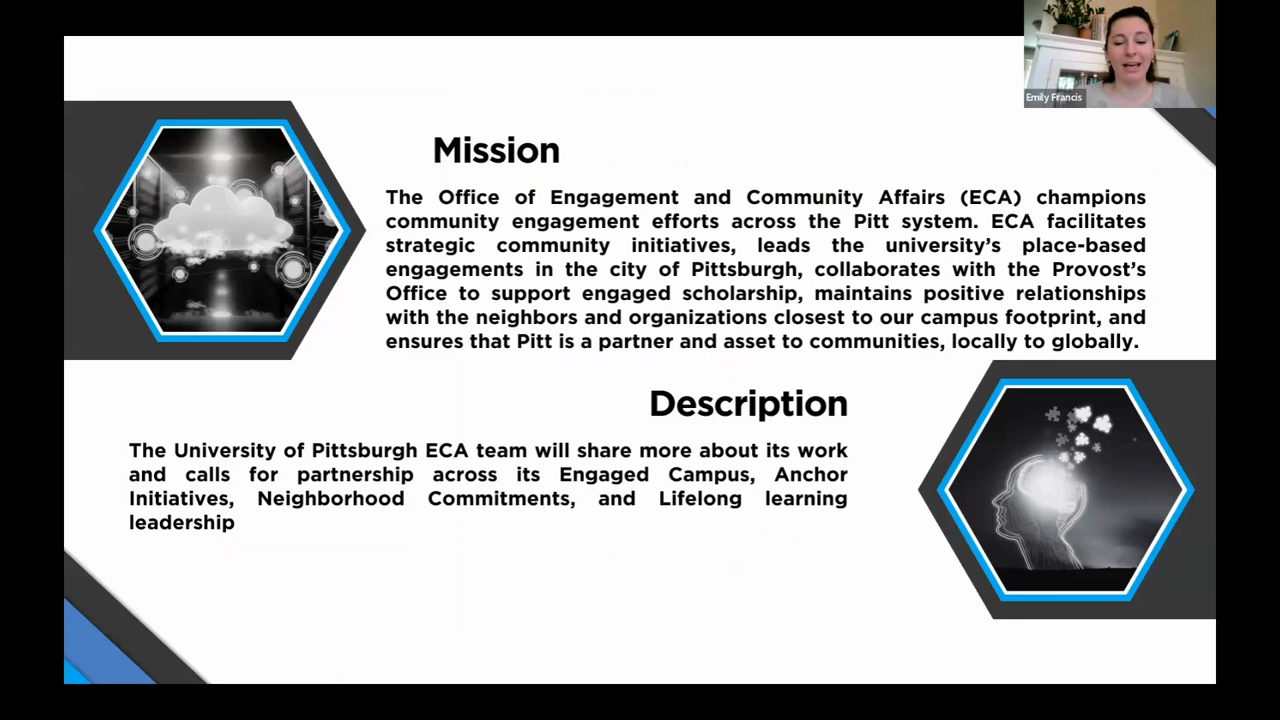 Emily Francis
Mission
The Office of Engagement and Community Affairs (ECA) champions
community engagement efforts across the Pitt system. ECA facilitates
strategic community initiatives, leads the university’s place-based
engagements in the city of Pittsburgh, collaborates with the Provost’s
Office to support engaged scholarship, maintains positive relationships
with the neighbors and organizations closest to our campus footprint, and
ensures that Pitt is a partner and asset to communities, locally to globally.
Description
The University of Pittsburgh ECA team will share more about its work
and calls for partnership across its Engaged Campus, Anchor
Initiatives, Neighborhood Commitments, and Lifelong learning
leadership